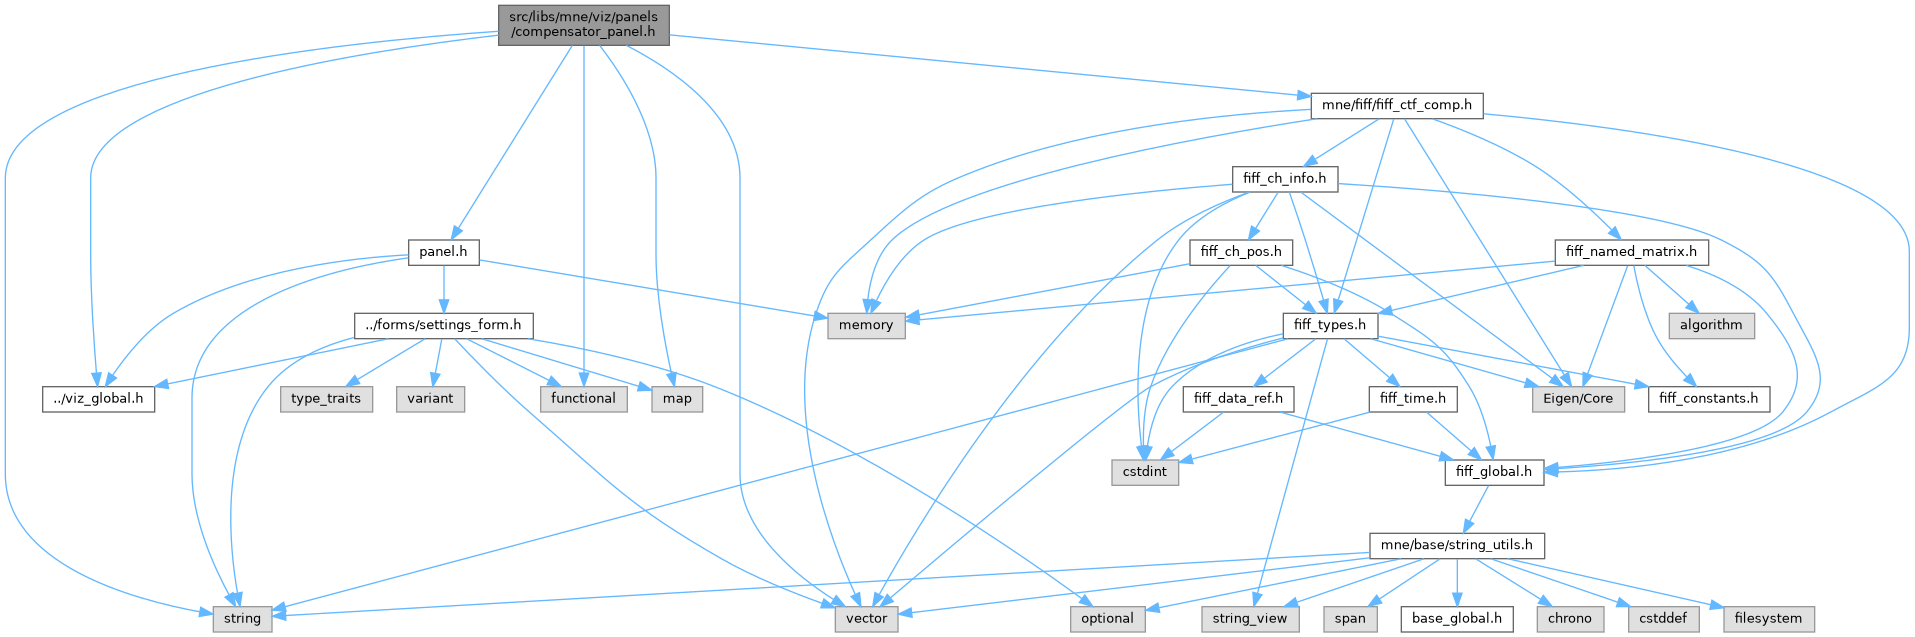 src/libs/mne/viz/panels
/compensator_panel.h
mne/fiff/fiff_ctf_comp.h
fiff_ch_info.h
panel.h
fiff_ch_pos.h
fiff_named_matrix.h
../forms/settings_form.h
memory
fiff_types.h
algorithm
../viz_global.h
type_traits
variant
functional
map
fiff_data_ref.h
fiff_time.h
Eigen/Core
fiff_constants.h
cstdint
fiff_global.h
mne/base/string_utils.h
string
vector
optional
string_view
span
base_global.h
chrono
cstddef
filesystem